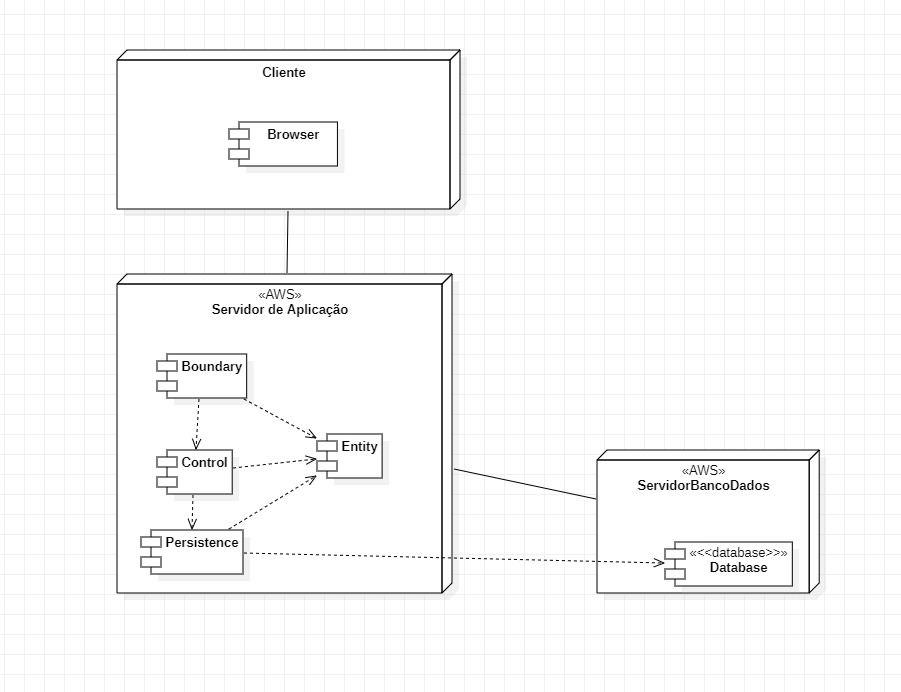 Cliente
Browser
«AWS»
Servidor de Aplicação
Boundary
Entity
Control
Persistence
«AWS»
ServidorBancoDados
«<<database>>»
Database